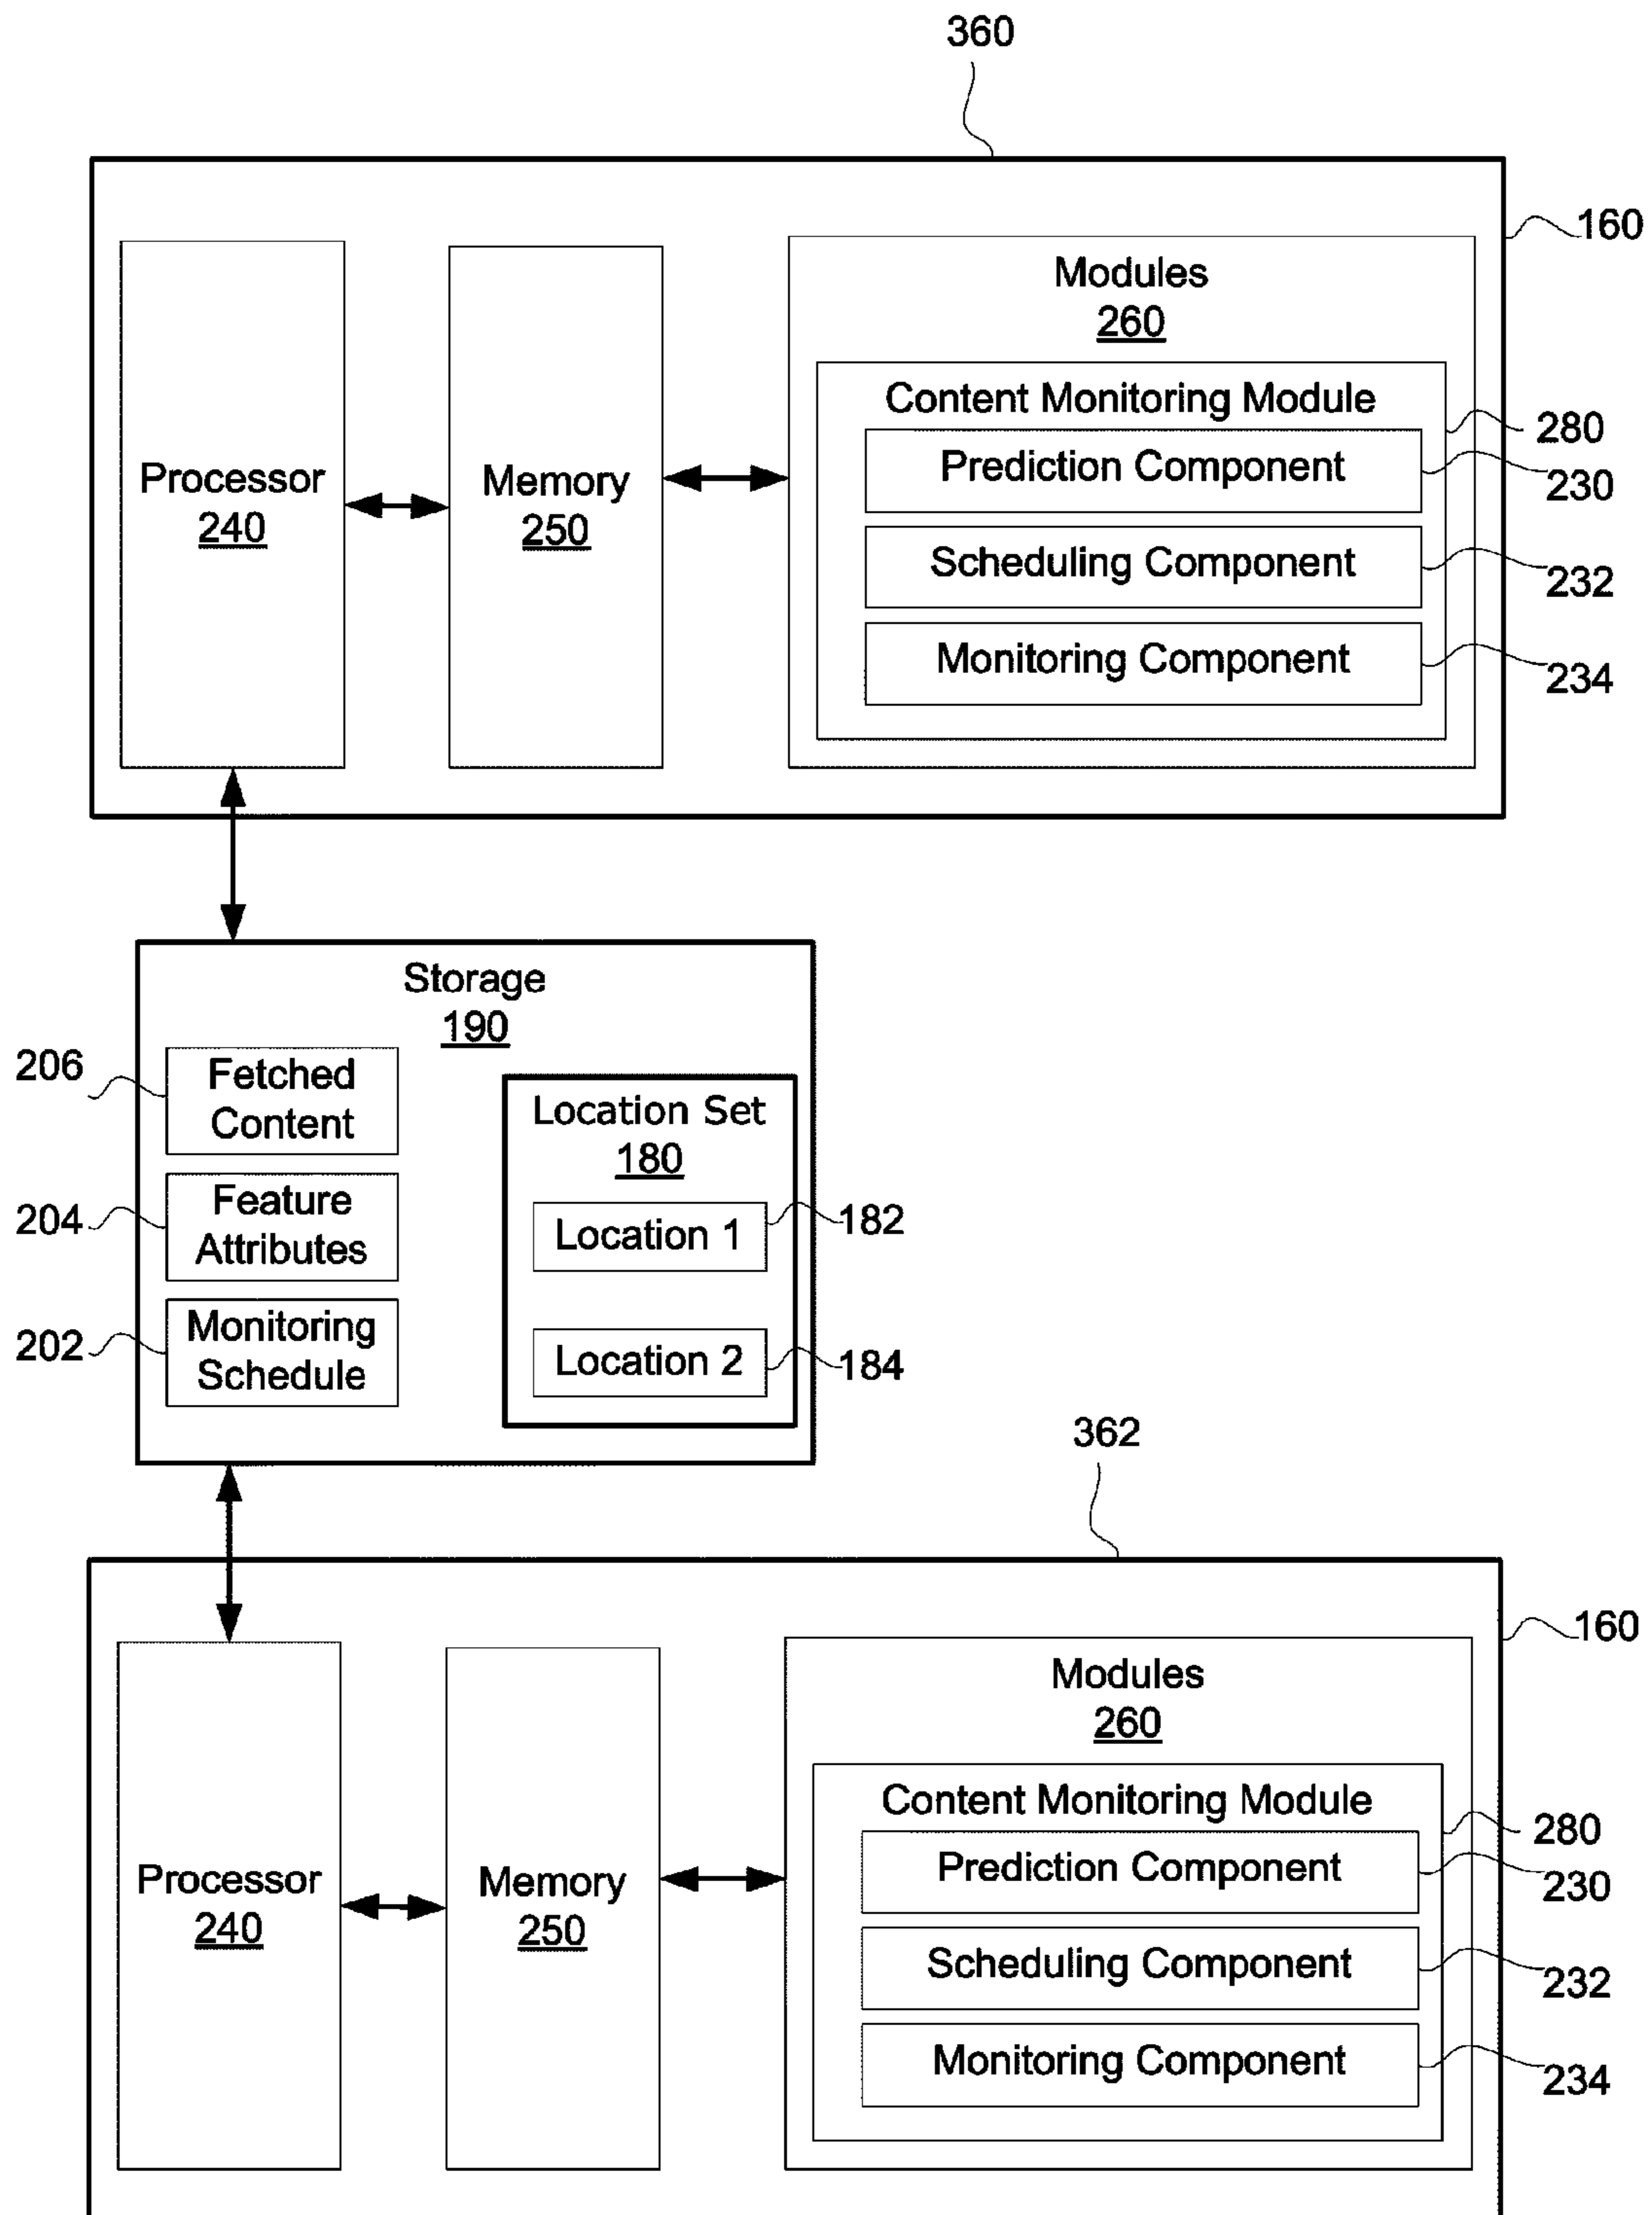 360
160
Modules
260
Content Monitoring Module
280
Prediction Component
230
Processor
240
Memory
250
Scheduling Component
232
Monitoring Component
234
Storage
190
206
Fetched
Content
Location Set
180
204
Feature
Attributes
Location 1
182
202
Monitoring
Schedule
Location 2
184
362
160
Modules
260
Content Monitoring Module
280
Prediction Component
230
Processor
240
Memory
250
Scheduling Component
232
Monitoring Component
234